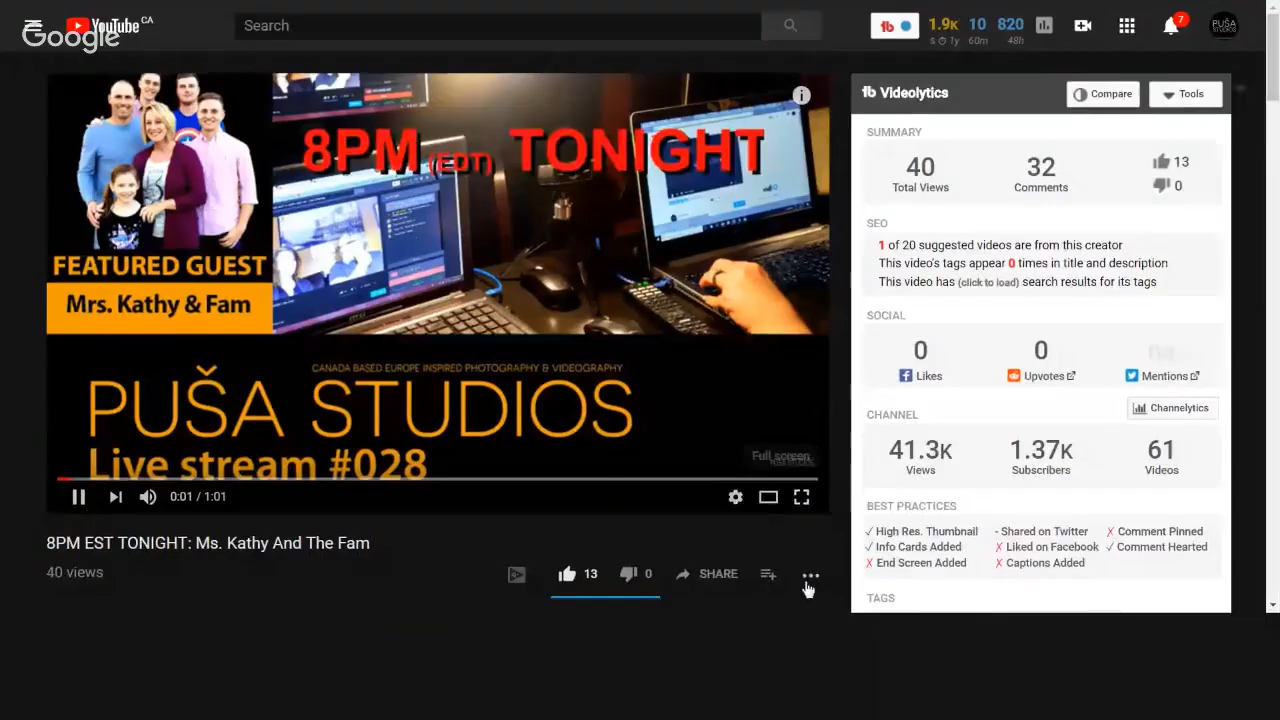 YouTube CA
Google
Search
1.9K 10 820
1y 60m 48h
7
PUŠA
STUDIOS
8PM (EDT) TONIGHT
FEATURED GUEST
Mrs. Kathy & Fam
CANADA BASED EUROPE INSPIRED PHOTOGRAPHY & VIDEOGRAPHY
PUŠA STUDIOS
Live stream #028
Full screen
0:01 / 1:01
8PM EST TONIGHT: Ms. Kathy And The Fam
40 views
13
0
SHARE
Videolytics
Compare
Tools
SUMMARY
40
Total Views
32
Comments
13
0
SEO
1 of 20 suggested videos are from this creator
This video's tags appear 0 times in title and description
This video has (click to load) search results for its tags
SOCIAL
0
Likes
0
Upvotes
Mentions
CHANNEL
Channelytics
41.3K
Views
1.37K
Subscribers
61
Videos
BEST PRACTICES
✓ High Res. Thumbnail - Shared on Twitter ✗ Comment Pinned
✓ Info Cards Added ✗ Liked on Facebook ✓ Comment Hearted
✗ End Screen Added ✗ Captions Added
TAGS